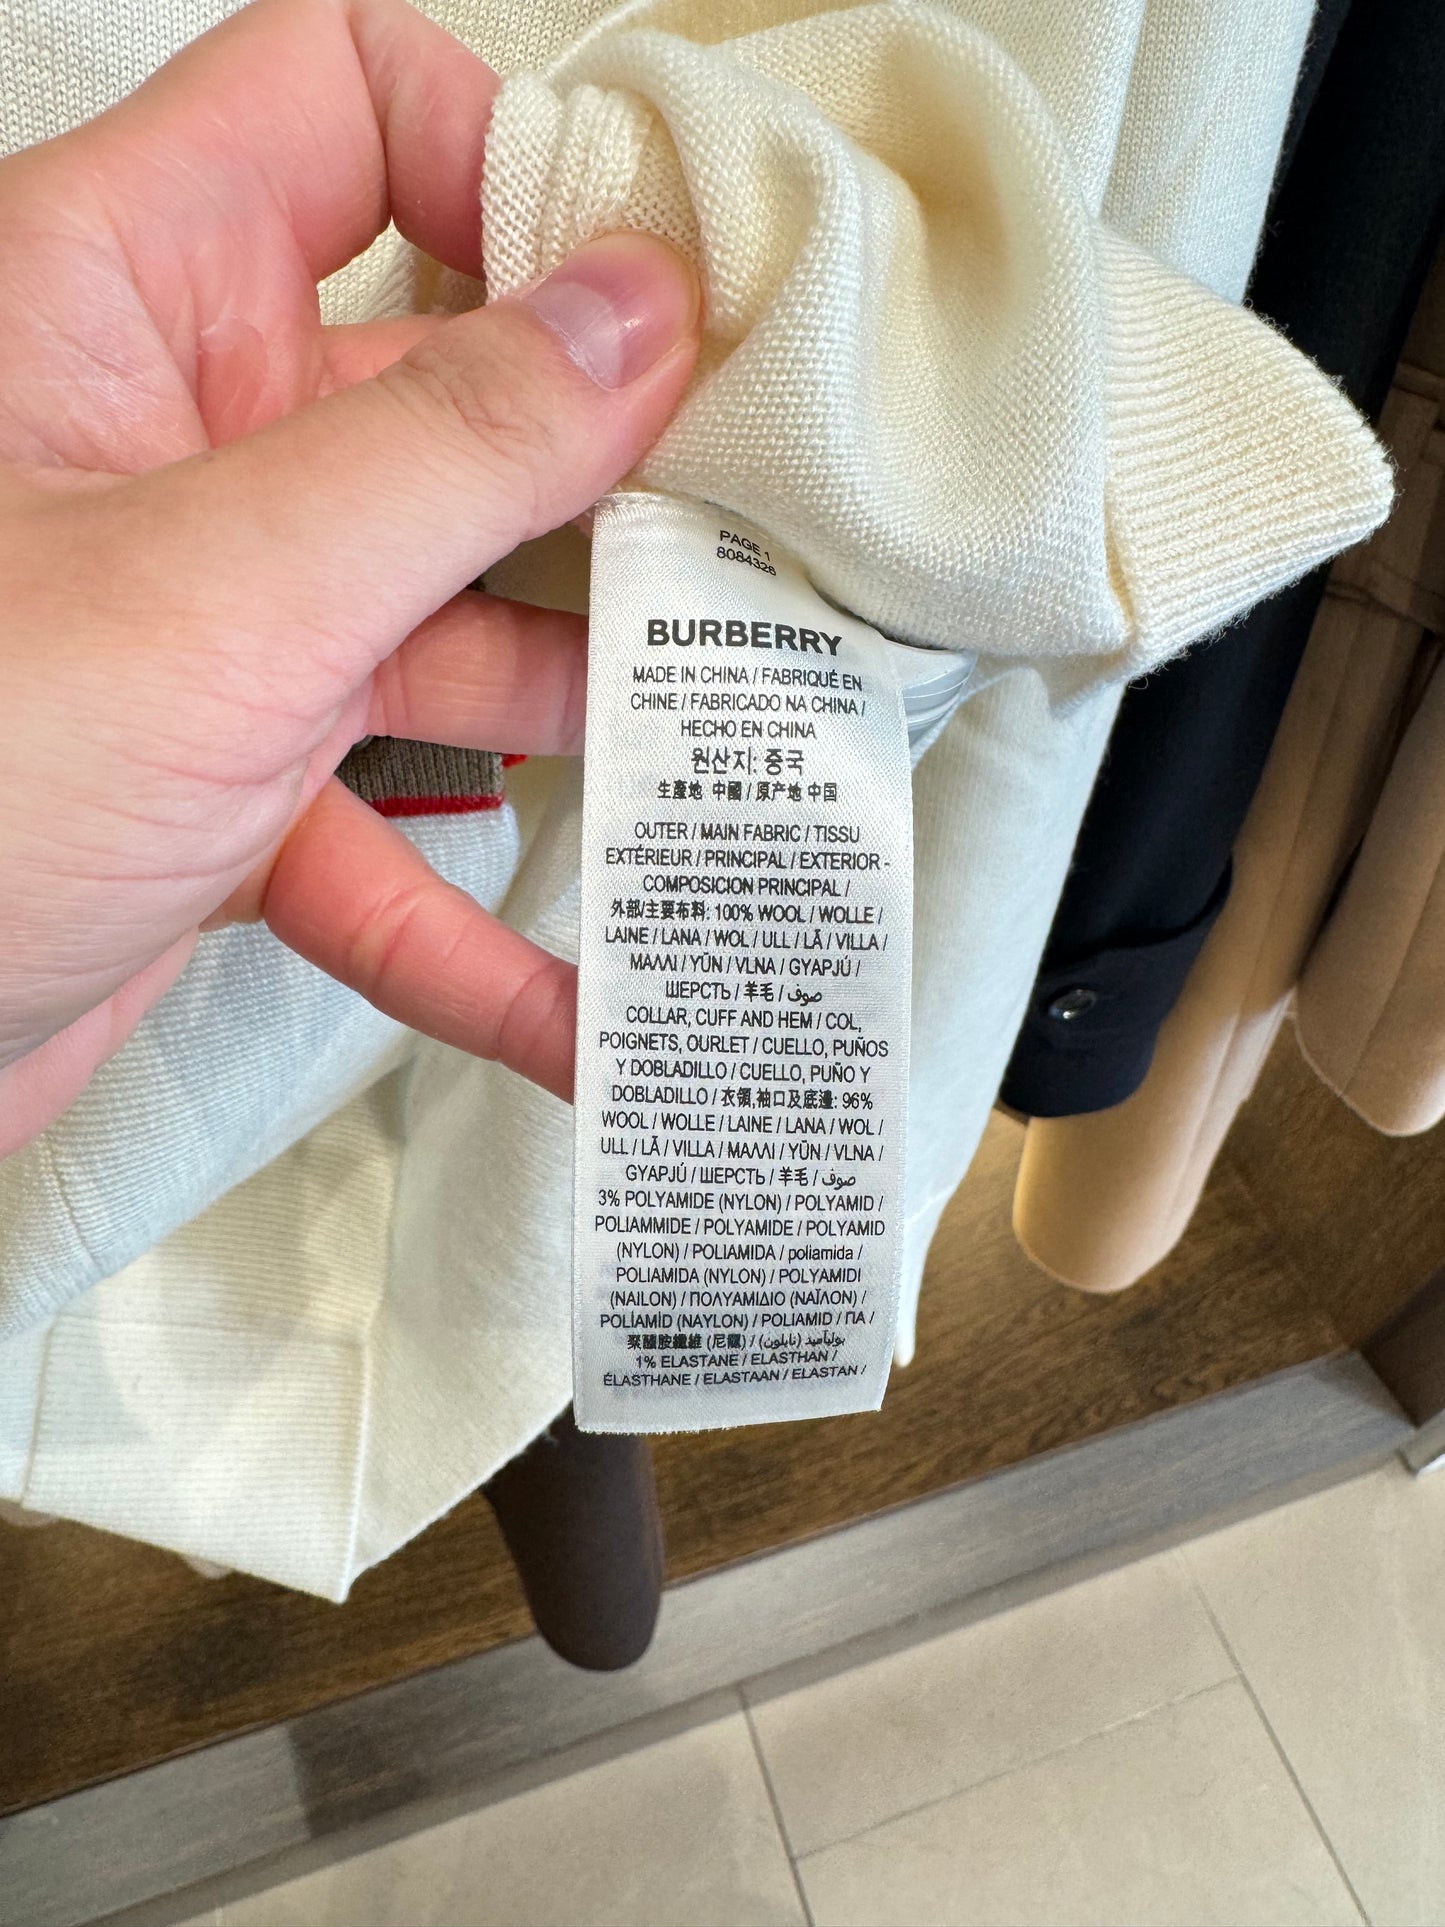 PAGE 1
8084328
BURBERRY
MADE IN CHINA / FABRIQUÉ EN
CHINE / FABRICADO NA CHINA /
HECHO EN CHINA
원산지: 중국
生產地 中國 / 原产地 中国
OUTER / MAIN FABRIC / TISSU
EXTÉRIEUR / PRINCIPAL / EXTERIOR -
COMPOSICION PRINCIPAL /
外部/主要布料: 100% WOOL / WOLLE /
LAINE / LANA / WOL / ULL / LÃ / VILLA /
ΜΑΛΛΙ / YÜN / VLNA / GYAPJÚ /
ШЕРСТЬ / 羊毛 / صوف
COLLAR, CUFF AND HEM / COL,
POIGNETS, OURLET / CUELLO, PUÑOS
Y DOBLADILLO / CUELLO, PUÑO Y
DOBLADILLO / 衣領,袖口及底邊: 96%
WOOL / WOLLE / LAINE / LANA / WOL /
ULL / LÃ / VILLA / ΜΑΛΛΙ / YÜN / VLNA /
GYAPJÚ / ШЕРСТЬ / 羊毛 / صوف
3% POLYAMIDE (NYLON) / POLYAMID /
POLIAMMIDE / POLYAMIDE / POLYAMID
(NYLON) / POLIAMIDA / poliamida /
POLIAMIDA (NYLON) / POLYAMIDI
(NAILON) / ΠΟΛΥΑΜΙΔΙΟ (ΝΑΪΛΟΝ) /
POLİAMİD (NAYLON) / POLIAMID / ПА /
聚醯胺纖維 (尼龍) / بولياميد (نايلون) /
1% ELASTANE / ELASTHAN /
ÉLASTHANE / ELASTAAN / ELASTAN /